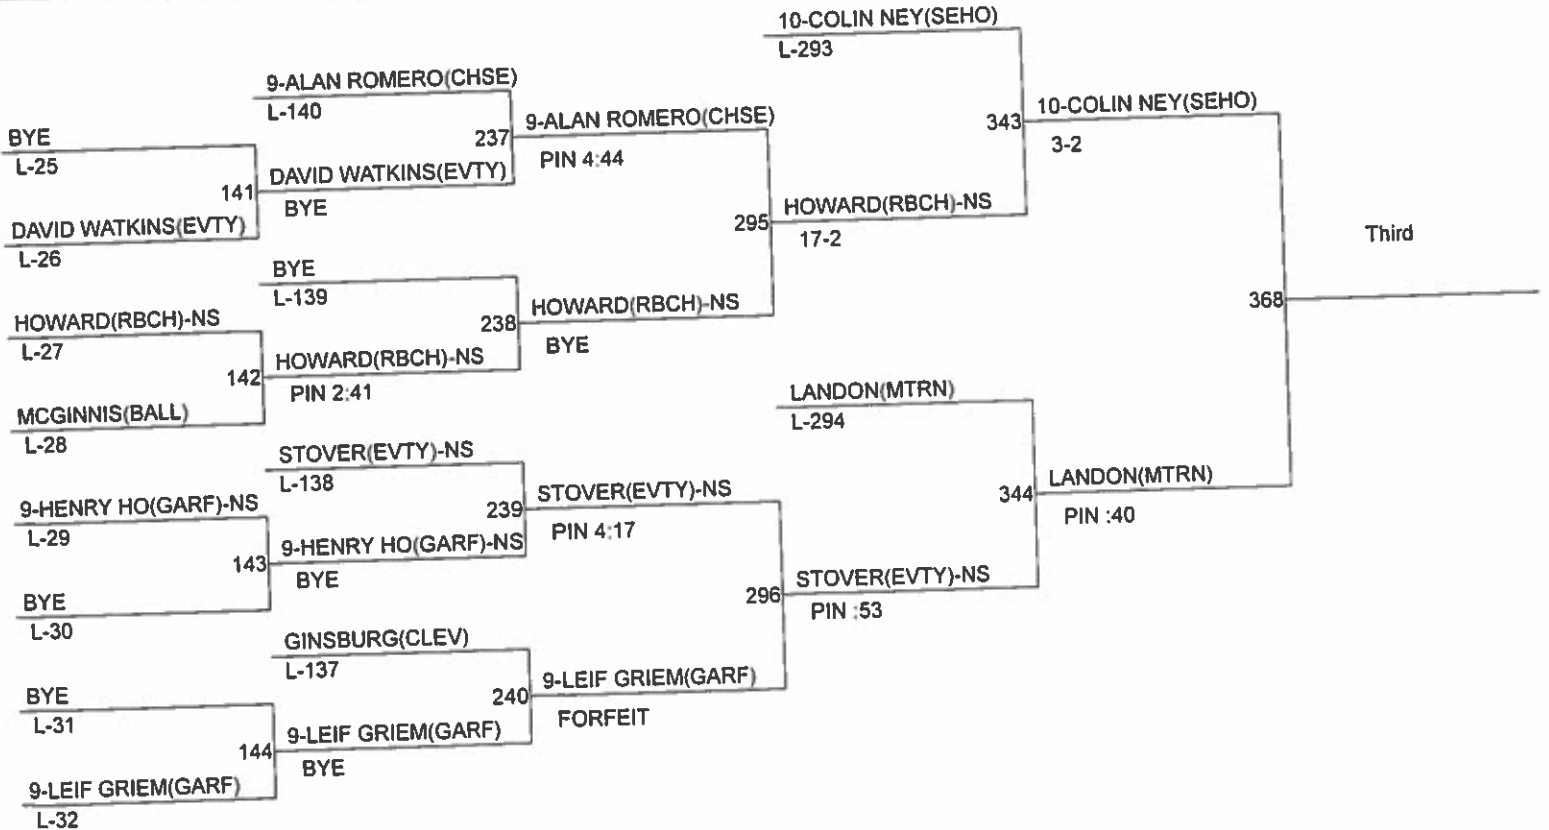 10-COLIN NEY(SEHO)
L-293
9-ALAN ROMERO(CHSE)
L-140
10-COLIN NEY(SEHO)
343
3-2
9-ALAN ROMERO(CHSE)
237
PIN 4:44
BYE
L-25
DAVID WATKINS(EVTY)
141
BYE
HOWARD(RBCH)-NS
295
17-2
DAVID WATKINS(EVTY)
L-26
Third
BYE
L-139
368
HOWARD(RBCH)-NS
238
BYE
HOWARD(RBCH)-NS
L-27
HOWARD(RBCH)-NS
142
PIN 2:41
LANDON(MTRN)
L-294
MCGINNIS(BALL)
L-28
STOVER(EVTY)-NS
L-138
LANDON(MTRN)
344
PIN :40
STOVER(EVTY)-NS
239
PIN 4:17
9-HENRY HO(GARF)-NS
L-29
9-HENRY HO(GARF)-NS
143
BYE
STOVER(EVTY)-NS
296
PIN :53
BYE
L-30
GINSBURG(CLEV)
L-137
9-LEIF GRIEM(GARF)
240
FORFEIT
BYE
L-31
9-LEIF GRIEM(GARF)
144
BYE
9-LEIF GRIEM(GARF)
L-32